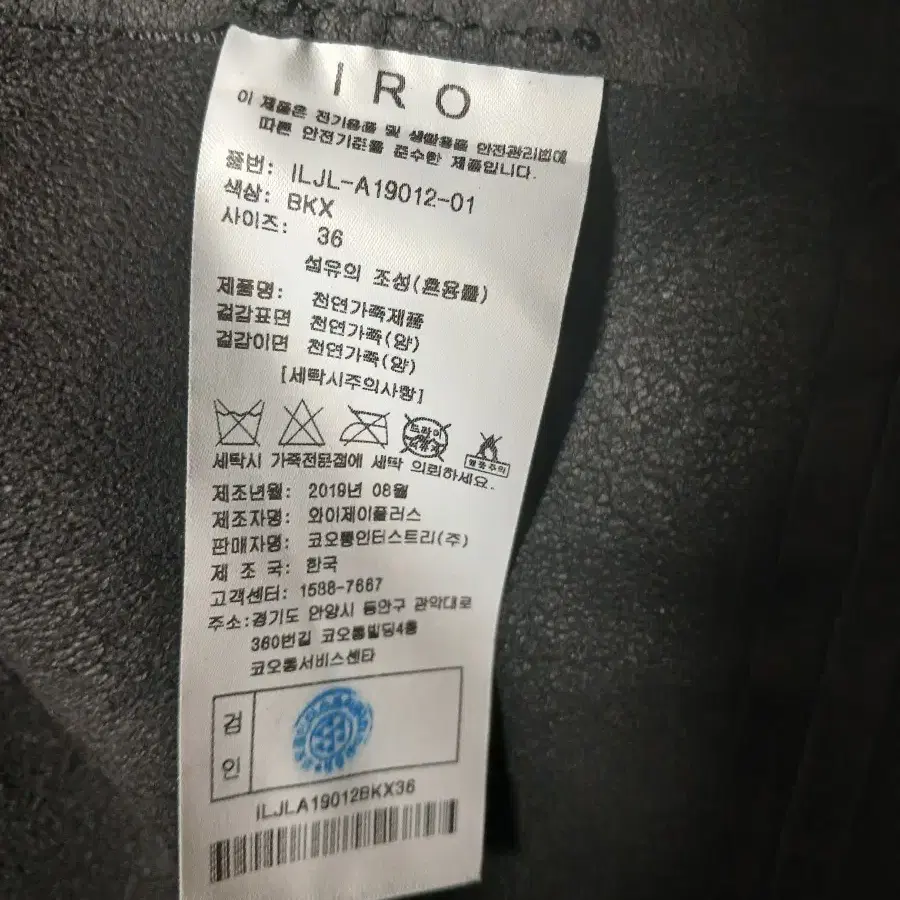 IRO
이 제품은 전기용품 및 생활용품 안전관리법에
따른 안전기준을 준수한 제품입니다.
품번: ILJL-A19012-01
색상: BKX
사이즈: 36
섬유의 조성(혼용률)
제품명: 천연가죽제품
겉감표면 천연가죽(양)
겉감이면 천연가죽(양)
[세탁시주의사항]
드라이
불꽃주의
세탁시 가죽전문점에 세탁 의뢰하세요.
제조년월: 2019년 08월
제조자명: 와이제이플러스
판매자명: 코오롱인더스트리(주)
제 조 국: 한국
고객센터: 1588-7667
주소:경기도 안양시 동안구 관악대로
360번길 코오롱빌딩4층
코오롱서비스센타
검
인
ILJLA19012BKX36